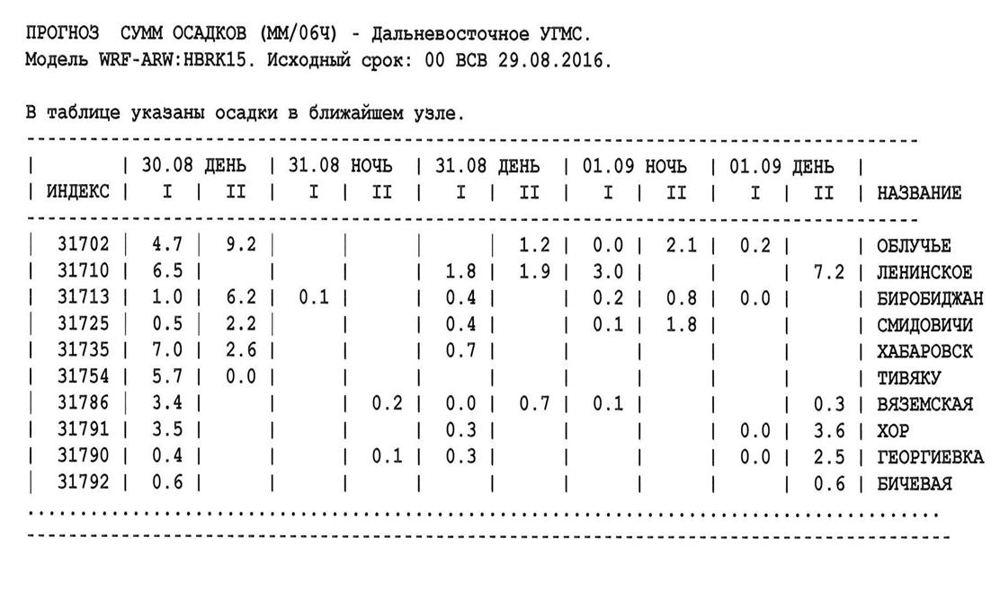 ПРОГНОЗ  СУММ ОСАДКОВ (ММ/06Ч) - Дальневосточное УГМС.
Модель WRF-ARW:HBRK15. Исходный срок: 00 ВСВ 29.08.2016.
В таблице указаны осадки в ближайшем узле.
-------------------------------------------------------------------------------------
|        | 30.08 ДЕНЬ  | 31.08 НОЧЬ  | 31.08 ДЕНЬ  | 01.09 НОЧЬ  | 01.09 ДЕНЬ  |
| ИНДЕКС |   I  |  II  |   I  |  II  |   I  |  II  |   I  |  II  |   I  |  II  | НАЗВАНИЕ
-------------------------------------------------------------------------------------
|  31702 |  4.7 |  9.2 |      |      |      |  1.2 |  0.0 |  2.1 |  0.2 |      | ОБЛУЧЬЕ
|  31710 |  6.5 |      |      |      |  1.8 |  1.9 |  3.0 |      |      |  7.2 | ЛЕНИНСКОЕ
|  31713 |  1.0 |  6.2 |  0.1 |      |  0.4 |      |  0.2 |  0.8 |  0.0 |      | БИРОБИДЖАН
|  31725 |  0.5 |  2.2 |      |      |  0.4 |      |  0.1 |  1.8 |      |      | СМИДОВИЧИ
|  31735 |  7.0 |  2.6 |      |      |  0.7 |      |      |      |      |      | ХАБАРОВСК
|  31754 |  5.7 |  0.0 |      |      |      |      |      |      |      |      | ТИВЯКУ
|  31786 |  3.4 |      |      |  0.2 |  0.0 |  0.7 |  0.1 |      |      |  0.3 | ВЯЗЕМСКАЯ
|  31791 |  3.5 |      |      |      |  0.3 |      |      |      |  0.0 |  3.6 | ХОР
|  31790 |  0.4 |      |      |  0.1 |  0.3 |      |      |      |  0.0 |  2.5 | ГЕОРГИЕВКА
|  31792 |  0.6 |      |      |      |      |      |      |      |      |  0.6 | БИЧЕВАЯ
.......................................................................................
----------------------------------------------------------------------------------------